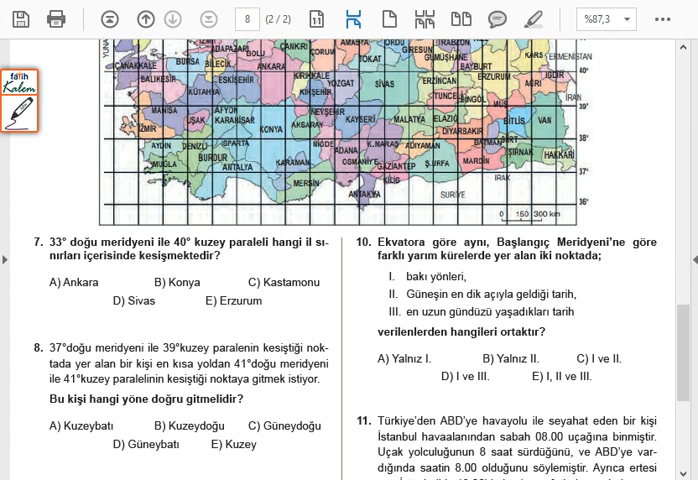 8 (2 / 2) %87,3
fatih
Kalem
YUNA
ADAPAZARI BOLU ÇANKIRI ÇORUM AMASYA TOKAT ORDU GİRESUN TRABZON KARS ERMENİSTAN
ÇANAKKALE BURSA BİLECİK ANKARA GÜMÜŞHANE BAYBURT 40°
BALIKESİR ESKİŞEHİR KIRIKKALE YOZGAT SİVAS ERZİNCAN ERZURUM AĞRI IĞDIR
KÜTAHYA KIRŞEHİR TUNCELİ BİNGÖL MUŞ İRAN 39°
MANİSA UŞAK AFYON KARAHİSAR KONYA AKSARAY NEVŞEHİR KAYSERİ MALATYA ELAZIĞ BİTLİS VAN
İZMİR DİYARBAKIR
AYDIN DENİZLİ ISPARTA NİĞDE ADANA K.MARAŞ ADIYAMAN BATMAN SİİRT 38°
MUĞLA BURDUR ANTALYA KARAMAN OSMANİYE GAZİANTEP Ş.URFA MARDİN ŞIRNAK HAKKARİ
MERSİN KİLİS IRAK 37°
ANTAKYA SURİYE 36°
0 150 300 km
7. 33° doğu meridyeni ile 40° kuzey paraleli hangi il sı-
nırları içerisinde kesişmektedir?
A) Ankara B) Konya C) Kastamonu
D) Sivas E) Erzurum
8. 37°doğu meridyeni ile 39°kuzey paralenin kesiştiği nok-
tada yer alan bir kişi en kısa yoldan 41°doğu meridyeni
ile 41°kuzey paralelinin kesiştiği noktaya gitmek istiyor.
Bu kişi hangi yöne doğru gitmelidir?
A) Kuzeybatı B) Kuzeydoğu C) Güneydoğu
D) Güneybatı E) Kuzey
10. Ekvatora göre aynı, Başlangıç Meridyeni’ne göre
farklı yarım kürelerde yer alan iki noktada;
I. bakı yönleri,
II. Güneşin en dik açıyla geldiği tarih,
III. en uzun gündüzü yaşadıkları tarih
verilenlerden hangileri ortaktır?
A) Yalnız I. B) Yalnız II. C) I ve II.
D) I ve III. E) I, II ve III.
11. Türkiye’den ABD’ye havayolu ile seyahat eden bir kişi
İstanbul havaalanından sabah 08.00 uçağına binmiştir.
Uçak yolculuğunun 8 saat sürdüğünü, ve ABD’ye var-
dığında saatin 8.00 olduğunu söylemiştir. Ayrıca ertesi